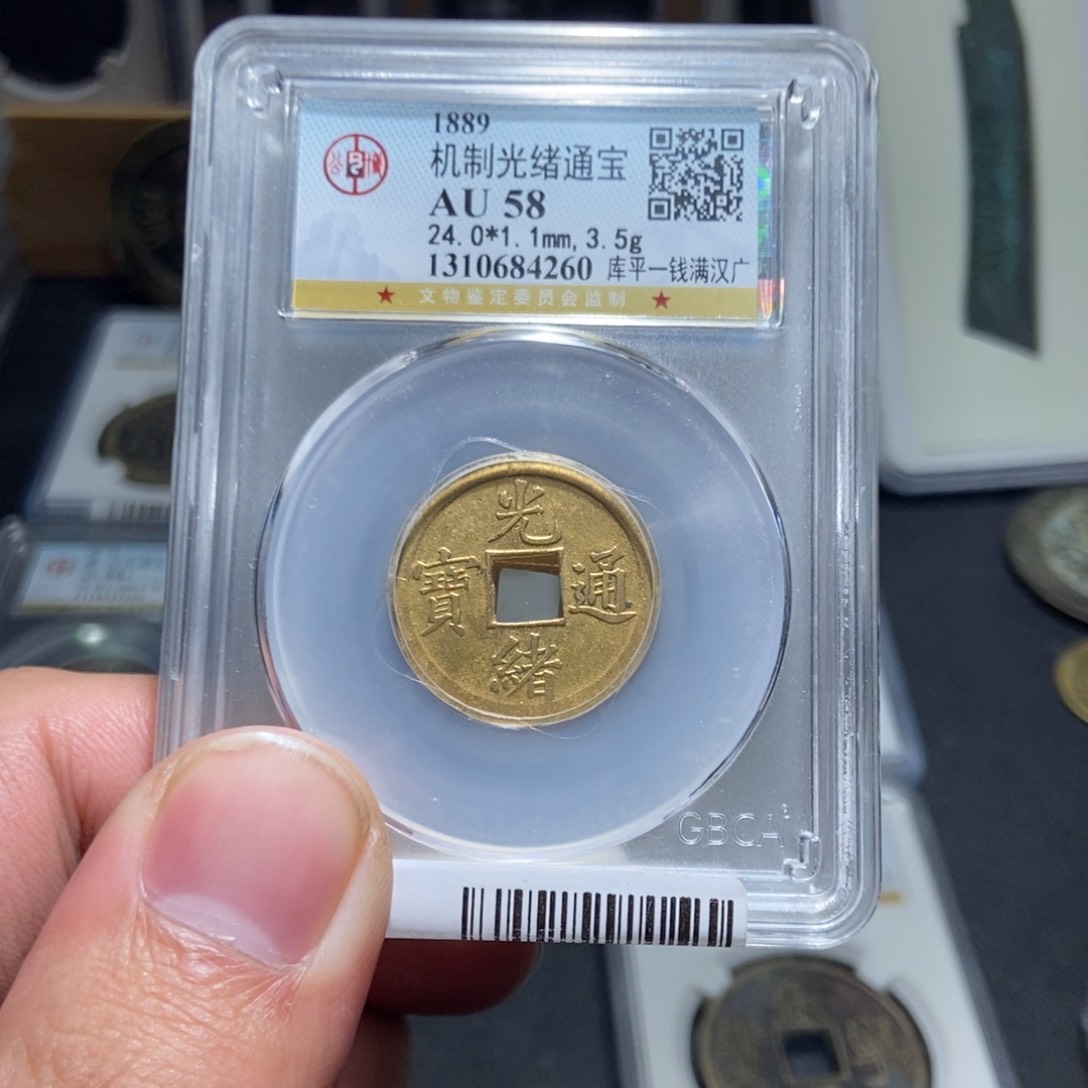 1889
机制光绪通宝
AU 58
24.0*1.1mm,3.5g
1310684260 库平一钱满汉广
★ 文物鉴定委员会监制 ★
光
寶 通
緒
GBCA